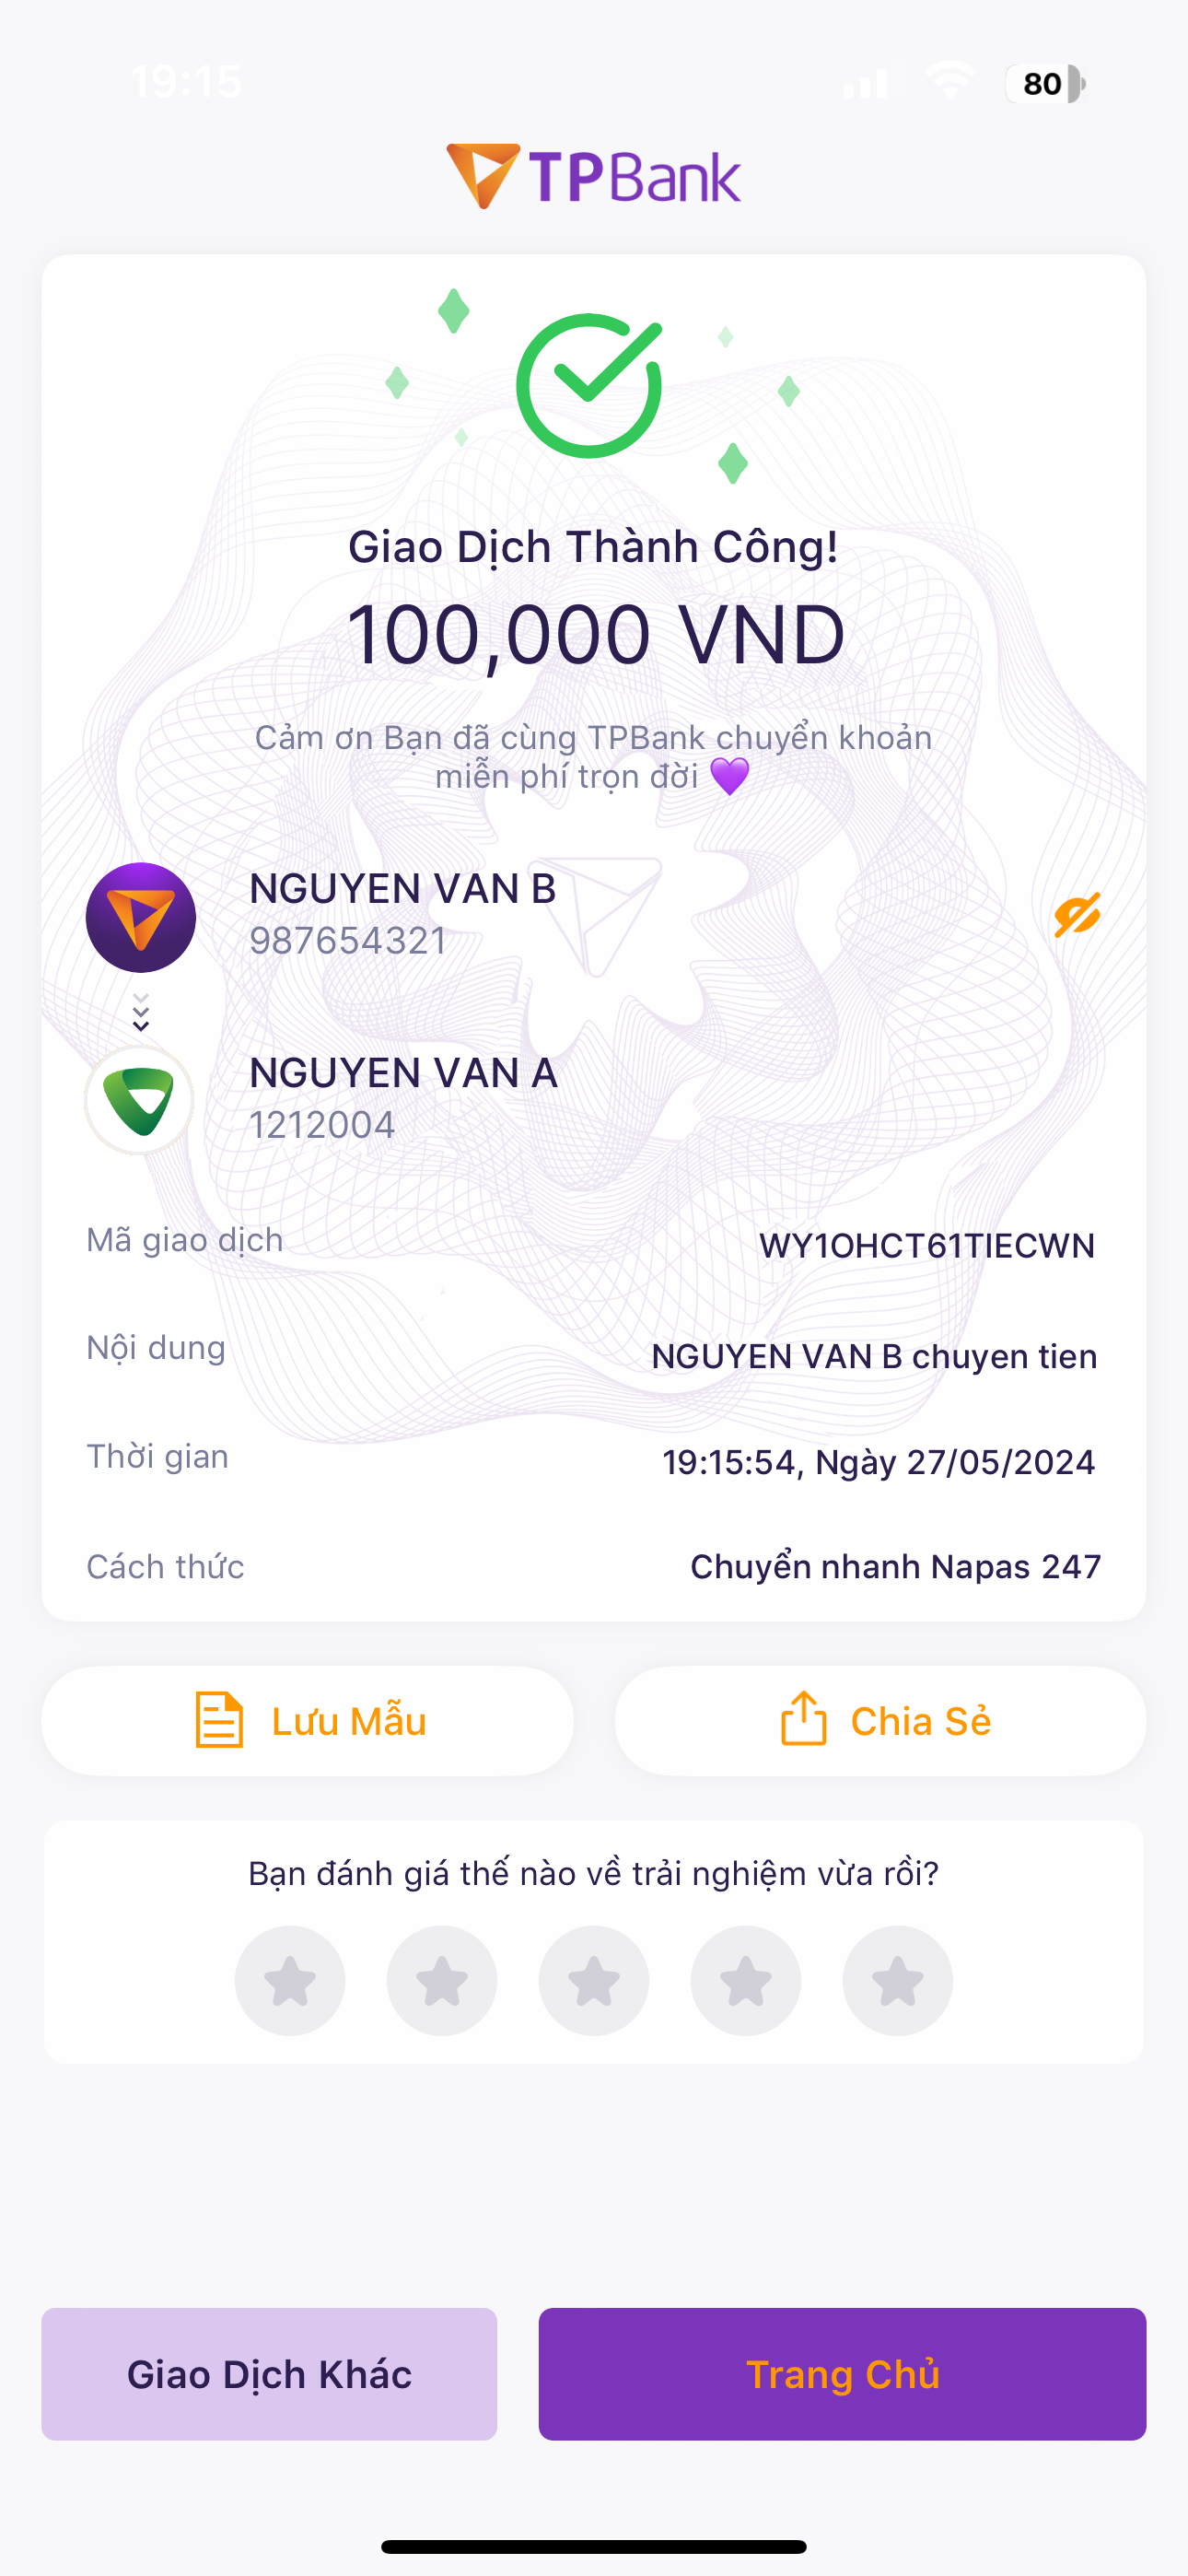 19:15
80
TPBank
Giao Dịch Thành Công!
100,000 VND
Cảm ơn Bạn đã cùng TPBank chuyển khoản
miễn phí trọn đời 💜
NGUYEN VAN B
987654321
NGUYEN VAN A
1212004
Mã giao dịch
WY1OHCT61TIECWN
Nội dung
NGUYEN VAN B chuyen tien
Thời gian
19:15:54, Ngày 27/05/2024
Cách thức
Chuyển nhanh Napas 247
Lưu Mẫu
Chia Sẻ
Bạn đánh giá thế nào về trải nghiệm vừa rồi?
Giao Dịch Khác
Trang Chủ